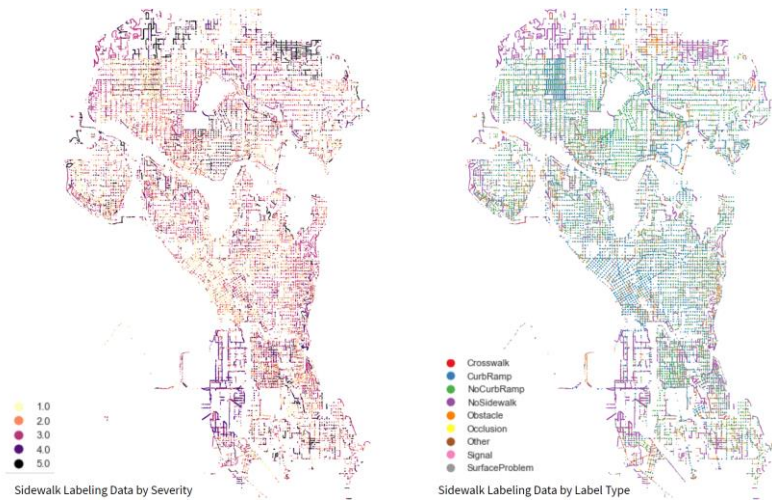 1.0
2.0
3.0
4.0
5.0
Sidewalk Labeling Data by Severity
Crosswalk
CurbRamp
NoCurbRamp
NoSidewalk
Obstacle
Occlusion
Other
Signal
SurfaceProblem
Sidewalk Labeling Data by Label Type